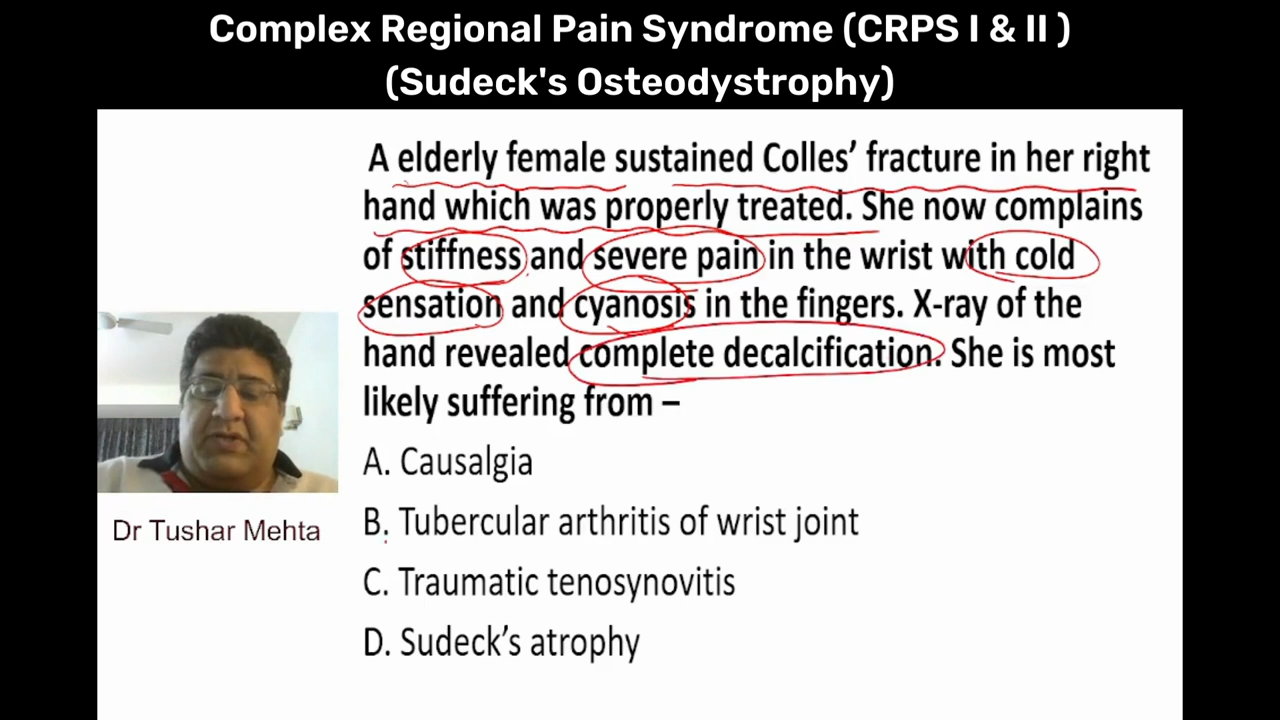 Complex Regional Pain Syndrome (CRPS I & II )
(Sudeck's Osteodystrophy)
A elderly female sustained Colles’ fracture in her right
hand which was properly treated. She now complains
of stiffness and severe pain in the wrist with cold
sensation and cyanosis in the fingers. X-ray of the
hand revealed complete decalcification. She is most
likely suffering from –
A. Causalgia
B. Tubercular arthritis of wrist joint
C. Traumatic tenosynovitis
D. Sudeck’s atrophy
Dr Tushar Mehta